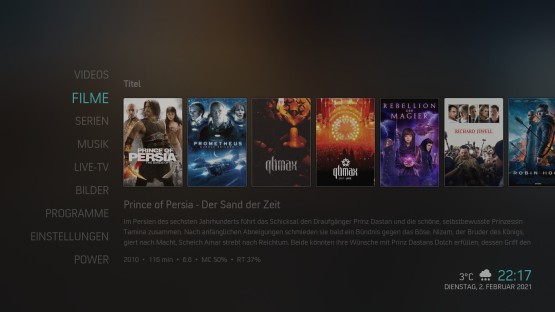 VIDEOS
FILME
SERIEN
MUSIK
LIVE-TV
BILDER
PROGRAMME
EINSTELLUNGEN
POWER
Titel
PRINCE OF
PERSIA
PROMETHEUS
qlimax
qlimax
REBELLION
DER
MAGIER
RICHARD JEWELL
ROBIN HOO
Prince of Persia - Der Sand der Zeit
Im Persien des sechsten Jahrhunderts führt das Schicksal den Draufgänger Prinz Dastan und die schöne, selbstbewusste Prinzessin
Tamina zusammen. Nach anfänglichen Abneigungen schmieden sie bald ein Bündnis gegen das Böse: Nizam, der Bruder des Königs,
giert nach Macht, Scheich Amar strebt nach Reichtum. Beide könnten ihre Wünsche mit Prinz Dastans Dolch erfüllen, dessen Griff den
2010 • 116 min • 6.6 • MC 50% • RT 37%
3°C 22:17
DIENSTAG, 2. FEBRUAR 2021